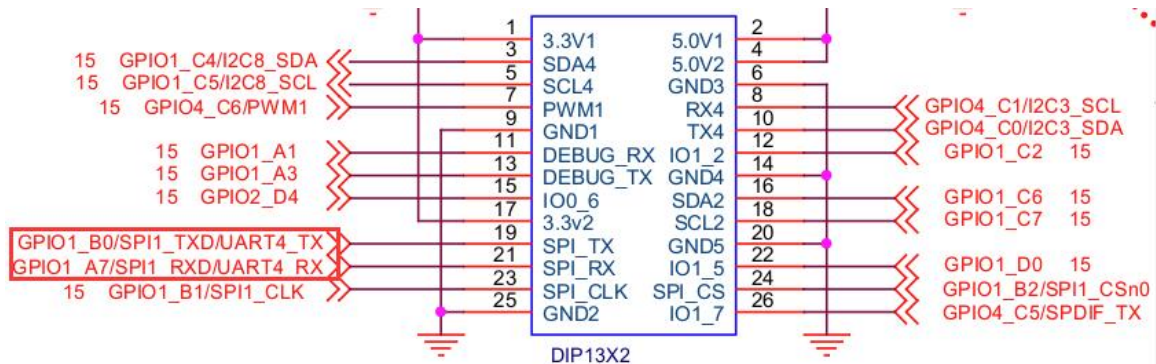 1 3.3V1 5.0V1 2
15 GPIO1_C4/I2C8_SDA 3 SDA4 5.0V2 4
15 GPIO1_C5/I2C8_SCL 5 SCL4 GND3 6
15 GPIO4_C6/PWM1 7 PWM1 RX4 8 GPIO4_C1/I2C3_SCL
9 GND1 TX4 10 GPIO4_C0/I2C3_SDA
15 GPIO1_A1 11 DEBUG_RX IO1_2 12 GPIO1_C2 15
15 GPIO1_A3 13 DEBUG_TX GND4 14
15 GPIO2_D4 15 IO0_6 SDA2 16 GPIO1_C6 15
17 3.3v2 SCL2 18 GPIO1_C7 15
GPIO1_B0/SPI1_TXD/UART4_TX 19 SPI_TX GND5 20
GPIO1_A7/SPI1_RXD/UART4_RX 21 SPI_RX IO1_5 22 GPIO1_D0 15
15 GPIO1_B1/SPI1_CLK 23 SPI_CLK SPI_CS 24 GPIO1_B2/SPI1_CSn0
25 GND2 IO1_7 26 GPIO4_C5/SPDIF_TX
DIP13X2